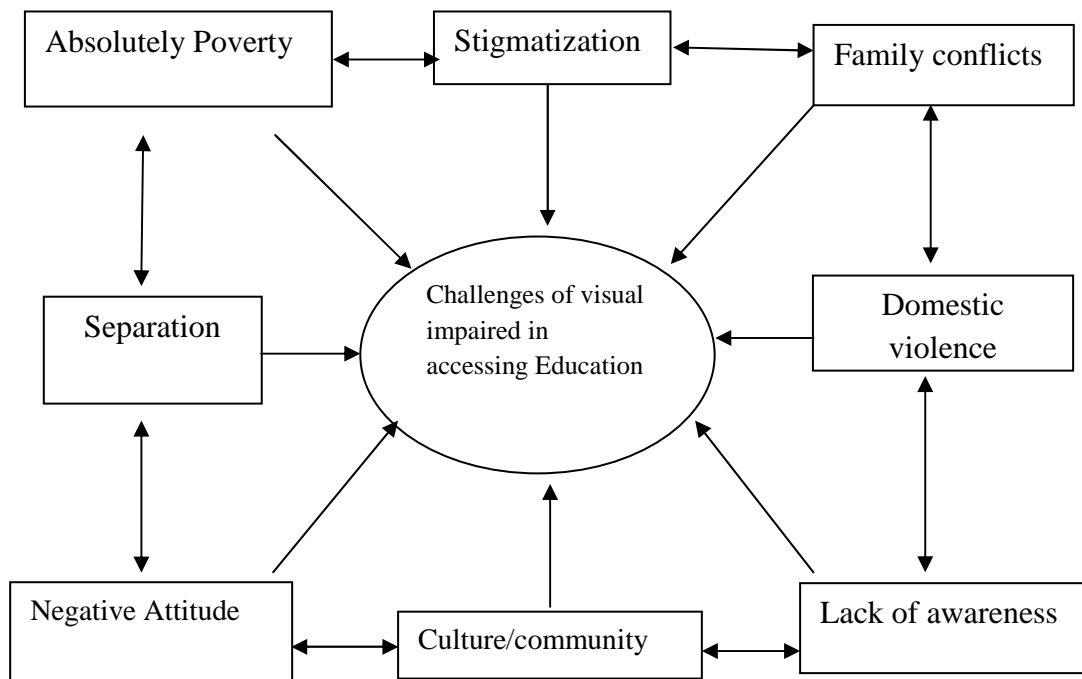 Absolutely Poverty
Stigmatization
Family conflicts
Challenges of visual
impaired in
accessing Education
Separation
Domestic
violence
Negative Attitude
Culture/community
Lack of awareness